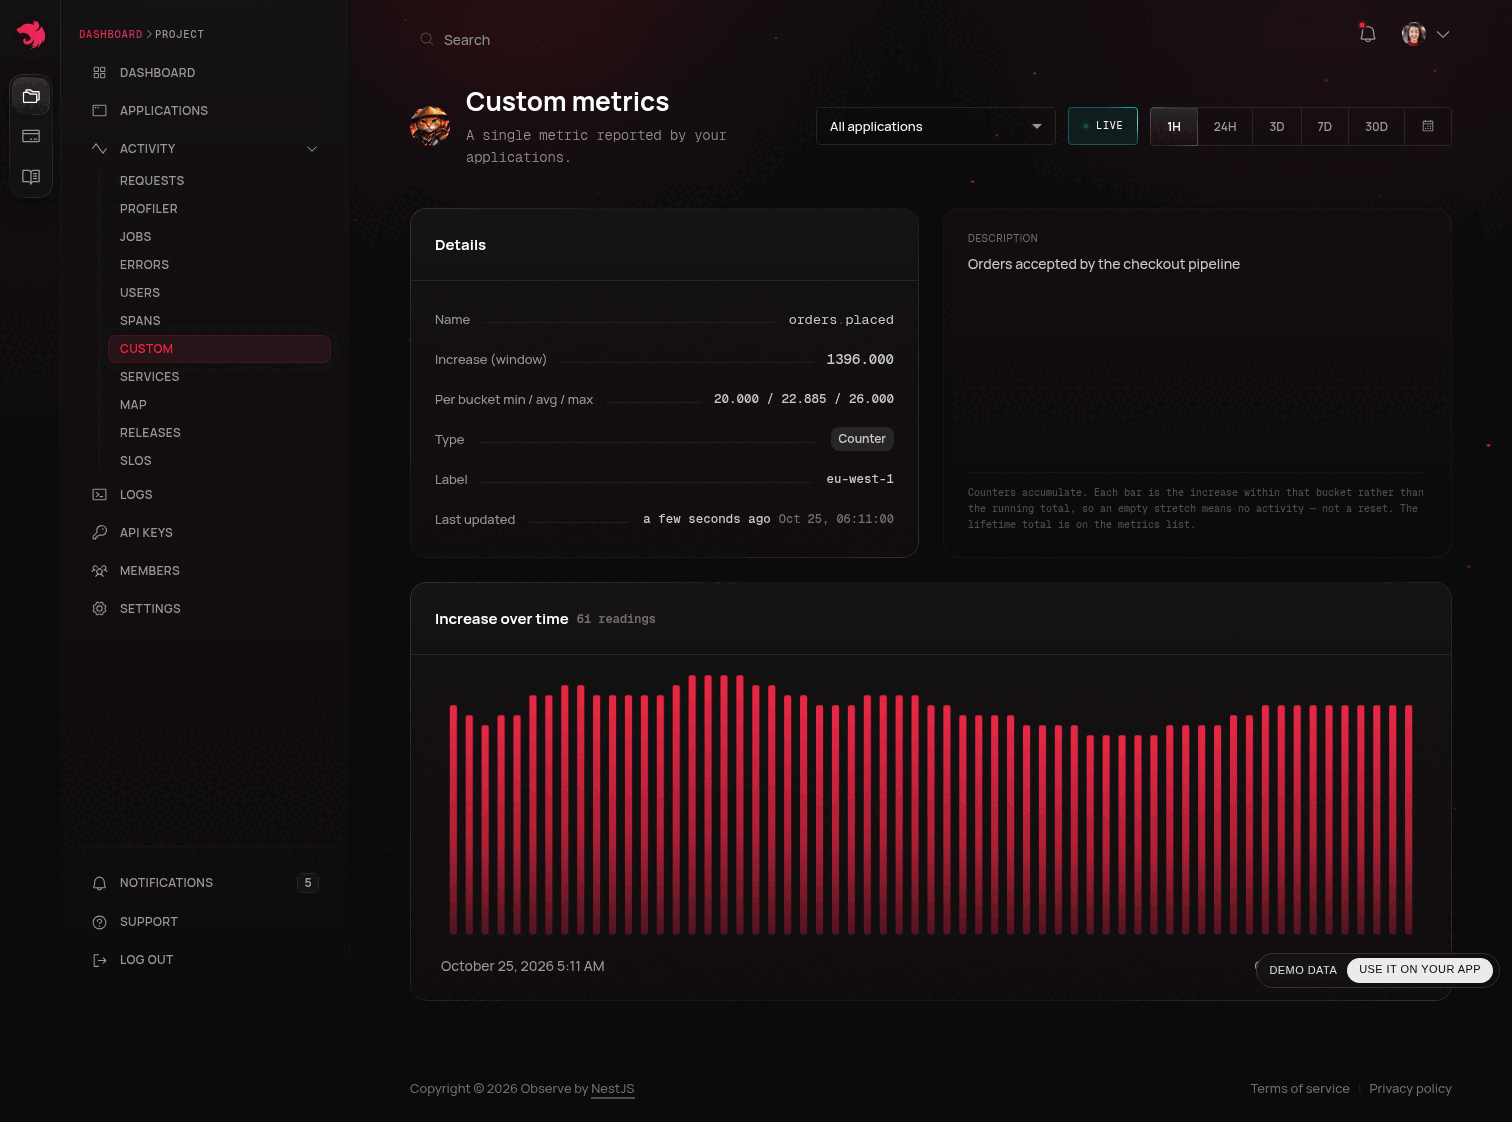 DASHBOARD > PROJECT
DASHBOARD
APPLICATIONS
ACTIVITY
REQUESTS
PROFILER
JOBS
ERRORS
USERS
SPANS
CUSTOM
SERVICES
MAP
RELEASES
SLOS
LOGS
API KEYS
MEMBERS
SETTINGS
NOTIFICATIONS 5
SUPPORT
LOG OUT
Search
Custom metrics
A single metric reported by your
applications.
All applications
LIVE
1H 24H 3D 7D 30D
Details
Name orders.placed
Increase (window) 1396.000
Per bucket min / avg / max 20.000 / 22.885 / 26.000
Type Counter
Label eu-west-1
Last updated a few seconds ago Oct 25, 06:11:00
DESCRIPTION
Orders accepted by the checkout pipeline
Counters accumulate. Each bar is the increase within that bucket rather than
the running total, so an empty stretch means no activity — not a reset. The
lifetime total is on the metrics list.
Increase over time 61 readings
October 25, 2026 5:11 AM
DEMO DATA USE IT ON YOUR APP
Copyright © 2026 Observe by NestJS
Terms of service | Privacy policy